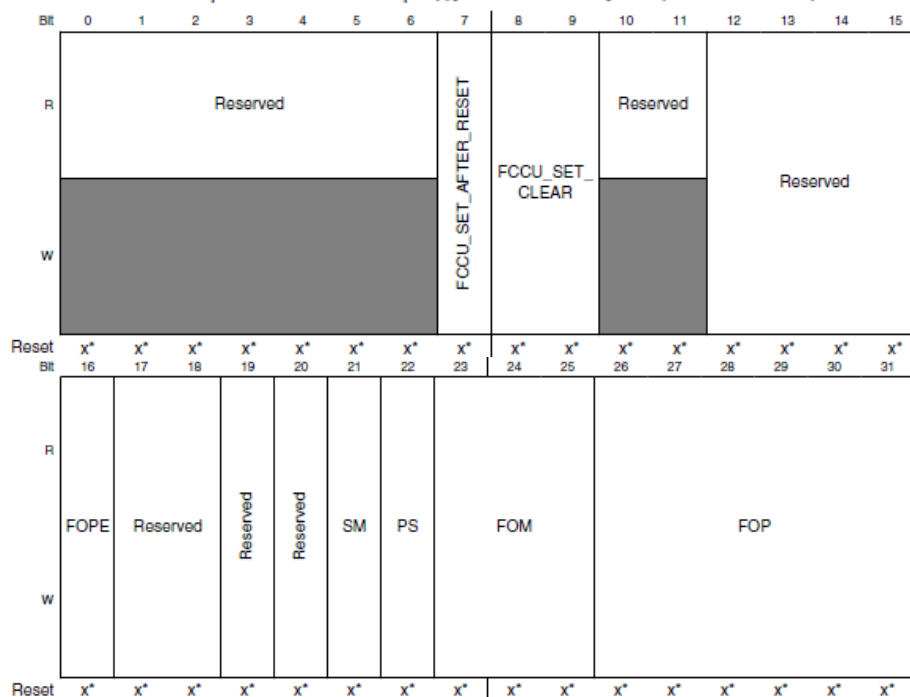 Bit 0 1 2 3 4 5 6 7 8 9 10 11 12 13 14 15
R
Reserved
FCCU_SET_AFTER_RESET
FCCU_SET_
CLEAR
Reserved
Reserved
W
Reset x* x* x* x* x* x* x* x* x* x* x* x* x* x* x* x*
Bit 16 17 18 19 20 21 22 23 24 25 26 27 28 29 30 31
R
FOPE Reserved Reserved Reserved SM PS FOM FOP
W
Reset x* x* x* x* x* x* x* x* x* x* x* x* x* x* x* x*